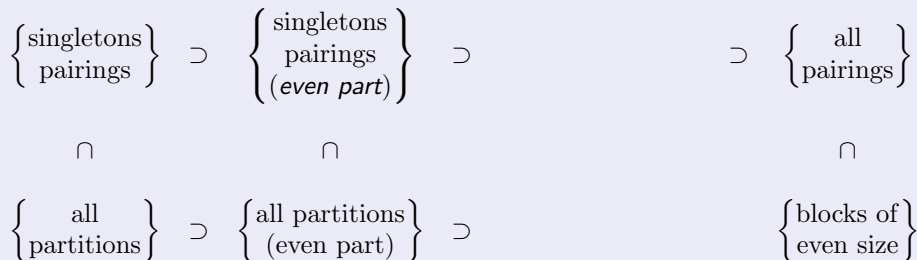 {singletons pairings} ⊃ {singletons pairings (even part)} ⊃ ⊃ {all pairings}
∩ ∩ ∩
{all partitions} ⊃ {all partitions (even part)} ⊃ {blocks of even size}